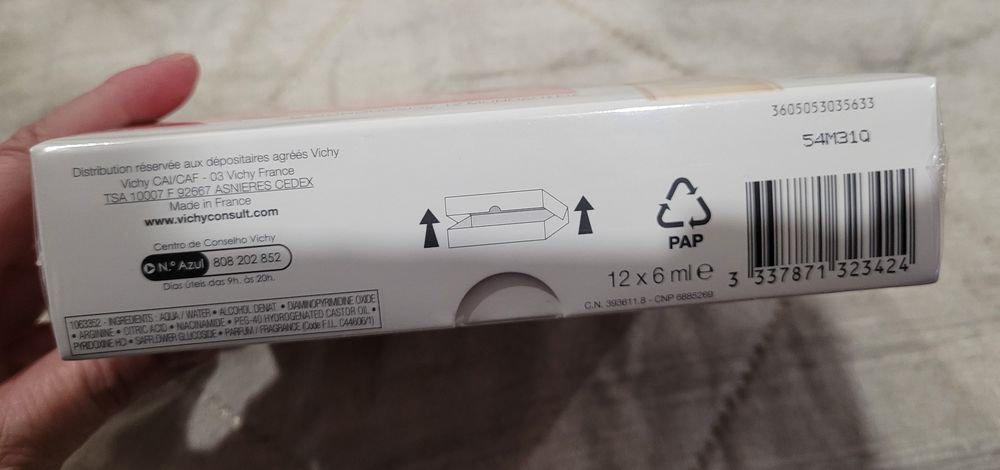 Distribution réservée aux dépositaires agréés Vichy
Vichy CAI/CAF - 03 Vichy France
TSA 10007 F 92667 ASNIERES CEDEX
Made in France
www.vichyconsult.com
Centro de Conselho Vichy
N.º Azul 808 202 852
Dias úteis das 9h. às 20h.
1063352 - INGREDIENTS : AQUA / WATER • ALCOHOL DENAT • DIAMINOPYRIMIDINE OXIDE
• ARGININE • CITRIC ACID • NIACINAMIDE • PEG-40 HYDROGENATED CASTOR OIL •
PYRIDOXINE HCl • SAFFLOWER GLUCOSIDE • PARFUM / FRAGRANCE (Code F.I.L. C44606/1)
PAP
12 x 6 ml e
C.N. 393611.8 - CNP 6885269
3605053035633
54M31Q
3 337871 323424